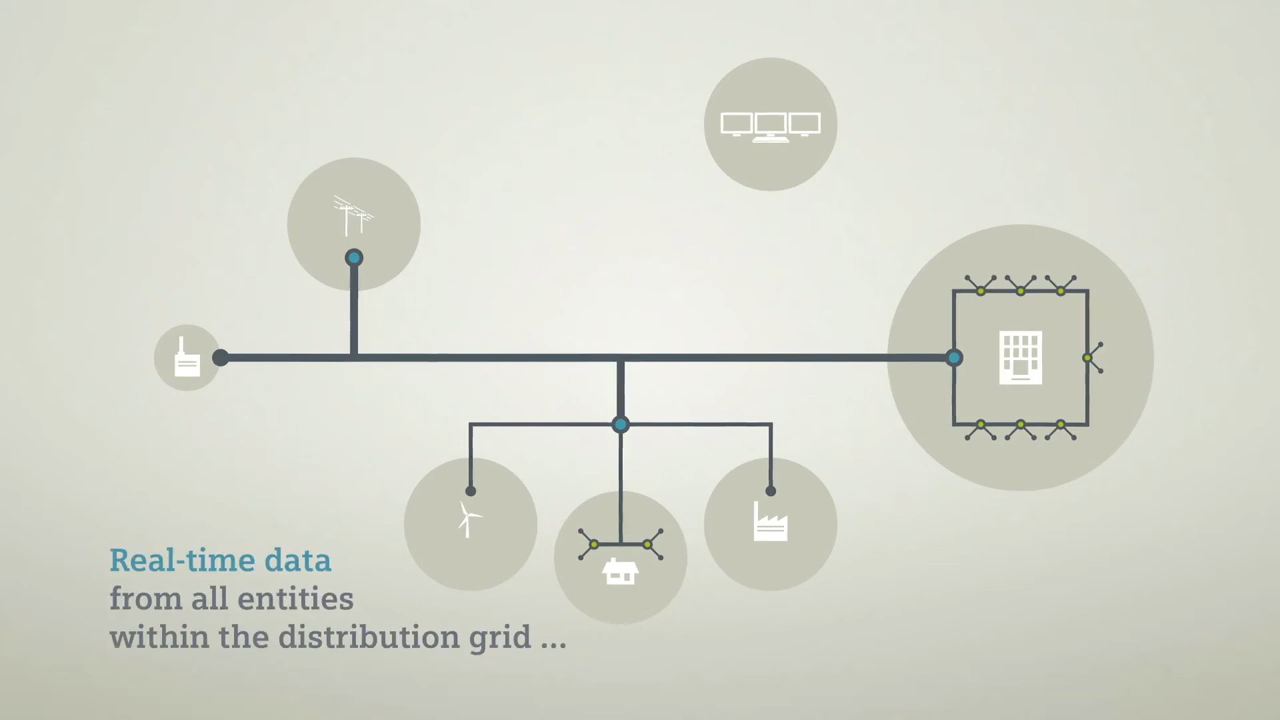 Real-time data
from all entities
within the distribution grid ...